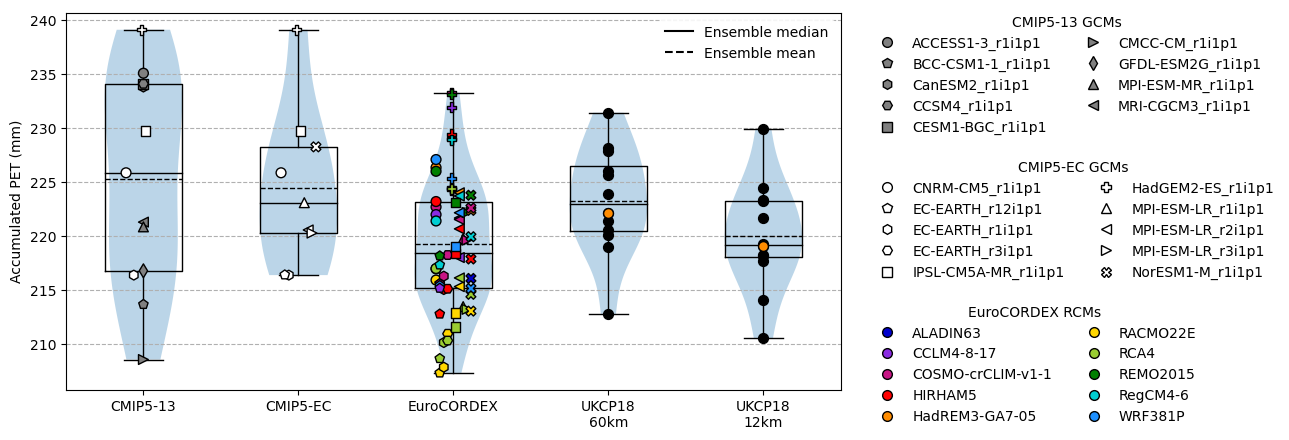 Accumulated PET (mm)
240
235
230
225
220
215
210
Ensemble median
Ensemble mean
CMIP5-13
CMIP5-EC
EuroCORDEX
UKCP18
60km
UKCP18
12km
CMIP5-13 GCMs
ACCESS1-3_r1i1p1
BCC-CSM1-1_r1i1p1
CanESM2_r1i1p1
CCSM4_r1i1p1
CESM1-BGC_r1i1p1
CMCC-CM_r1i1p1
GFDL-ESM2G_r1i1p1
MPI-ESM-MR_r1i1p1
MRI-CGCM3_r1i1p1
CMIP5-EC GCMs
CNRM-CM5_r1i1p1
EC-EARTH_r12i1p1
EC-EARTH_r1i1p1
EC-EARTH_r3i1p1
IPSL-CM5A-MR_r1i1p1
HadGEM2-ES_r1i1p1
MPI-ESM-LR_r1i1p1
MPI-ESM-LR_r2i1p1
MPI-ESM-LR_r3i1p1
NorESM1-M_r1i1p1
EuroCORDEX RCMs
ALADIN63
CCLM4-8-17
COSMO-crCLIM-v1-1
HIRHAM5
HadREM3-GA7-05
RACMO22E
RCA4
REMO2015
RegCM4-6
WRF381P